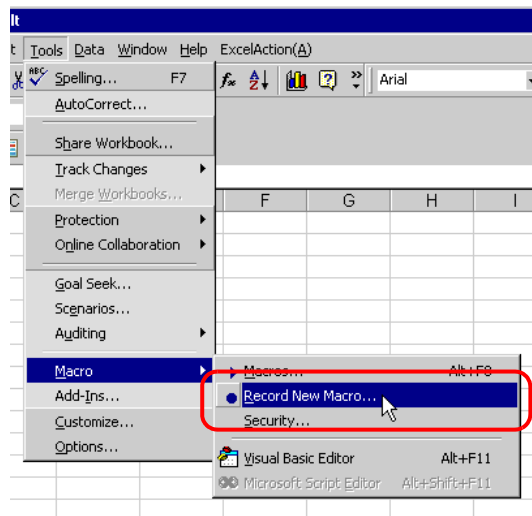 lt
t Tools Data Window Help ExcelAction(A)
ABC Spelling... F7 fx A Z Arial
AutoCorrect...
Share Workbook...
Track Changes
Merge Workbooks...
C F G H I
Protection
Online Collaboration
Goal Seek...
Scenarios...
Auditing
Macro Macros... Alt+F8
Add-Ins... Record New Macro...
Customize... Security...
Options... Visual Basic Editor Alt+F11
Microsoft Script Editor Alt+Shift+F11